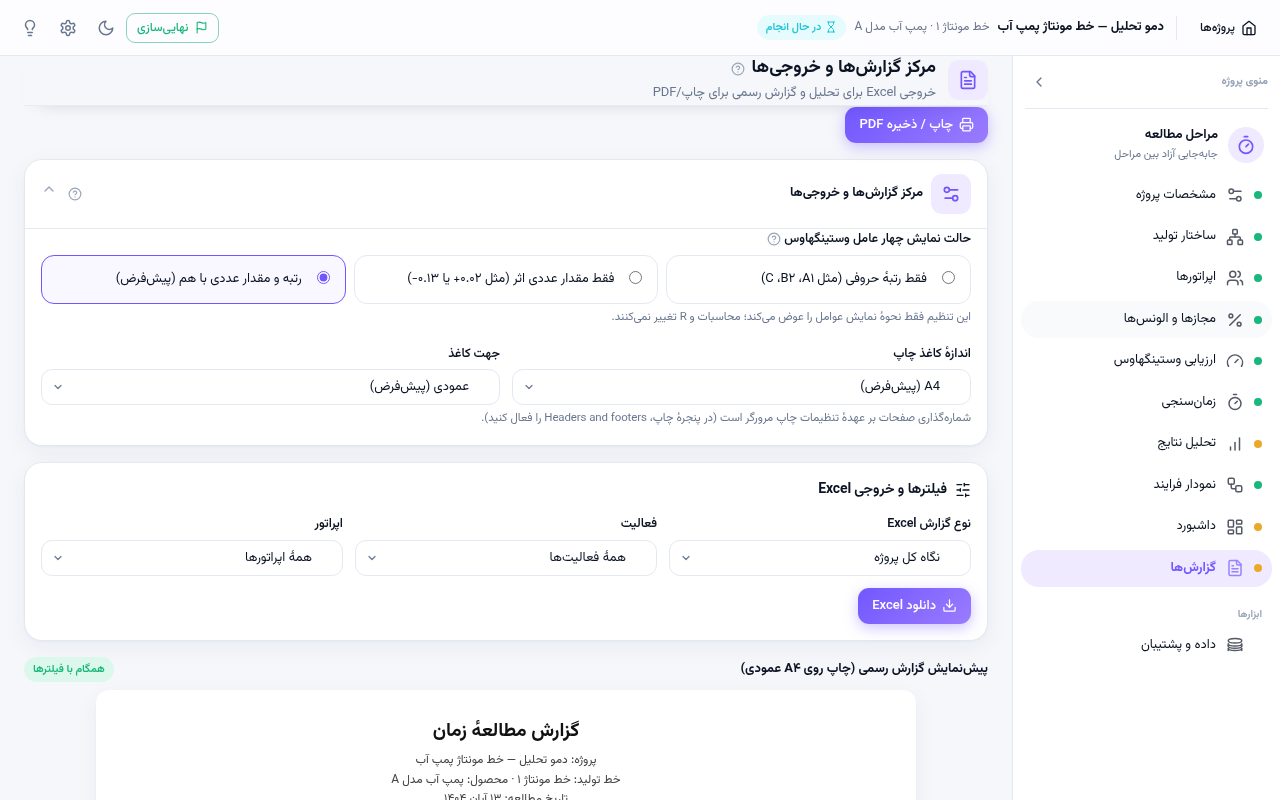 پروژه‌ها
دمو تحلیل — خط مونتاژ پمپ آب
خط مونتاژ ۱ · پمپ آب مدل A
در حال انجام
نهایی‌سازی
منوی پروژه
مراحل مطالعه
جابه‌جایی آزاد بین مراحل
مشخصات پروژه
ساختار تولید
اپراتورها
مجازها و الونس‌ها
ارزیابی وستینگهاوس
زمان‌سنجی
تحلیل نتایج
نمودار فرایند
داشبورد
گزارش‌ها
ابزارها
داده و پشتیبان
مرکز گزارش‌ها و خروجی‌ها
خروجی Excel برای تحلیل و گزارش رسمی برای چاپ/PDF
چاپ / ذخیره PDF
مرکز گزارش‌ها و خروجی‌ها
حالت نمایش چهار عامل وستینگهاوس
فقط رتبهٔ حروفی (مثل A۱، B۲، C)
فقط مقدار عددی اثر (مثل ۰.۰۲+ یا ۰.۱۳-)
رتبه و مقدار عددی با هم (پیش‌فرض)
این تنظیم فقط نحوهٔ نمایش عوامل را عوض می‌کند؛ محاسبات و R تغییر نمی‌کنند.
اندازهٔ کاغذ چاپ
جهت کاغذ
A4 (پیش‌فرض)
عمودی (پیش‌فرض)
شماره‌گذاری صفحات بر عهدهٔ تنظیمات چاپ مرورگر است (در پنجرهٔ چاپ، Headers and footers را فعال کنید).
فیلترها و خروجی Excel
نوع گزارش Excel
فعالیت
اپراتور
نگاه کل پروژه
همهٔ فعالیت‌ها
همهٔ اپراتورها
دانلود Excel
پیش‌نمایش گزارش رسمی (چاپ روی A۴ عمودی)
همگام با فیلترها
گزارش مطالعهٔ زمان
پروژه: دمو تحلیل — خط مونتاژ پمپ آب
خط تولید: خط مونتاژ ۱ · محصول: پمپ آب مدل A
تاریخ مطالعه: ۱۳ آبان ۱۴۰۴